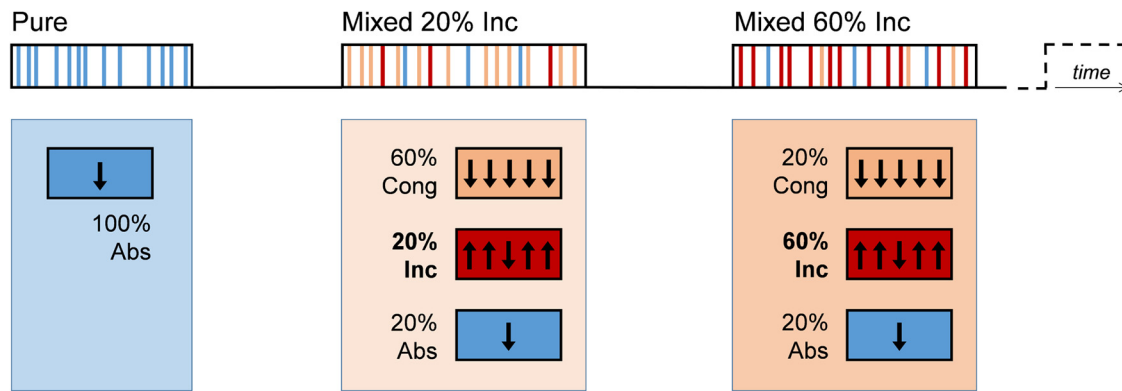 Pure
Mixed 20% Inc
Mixed 60% Inc
time
100%
Abs
60%
Cong
20%
Inc
20%
Abs
20%
Cong
60%
Inc
20%
Abs